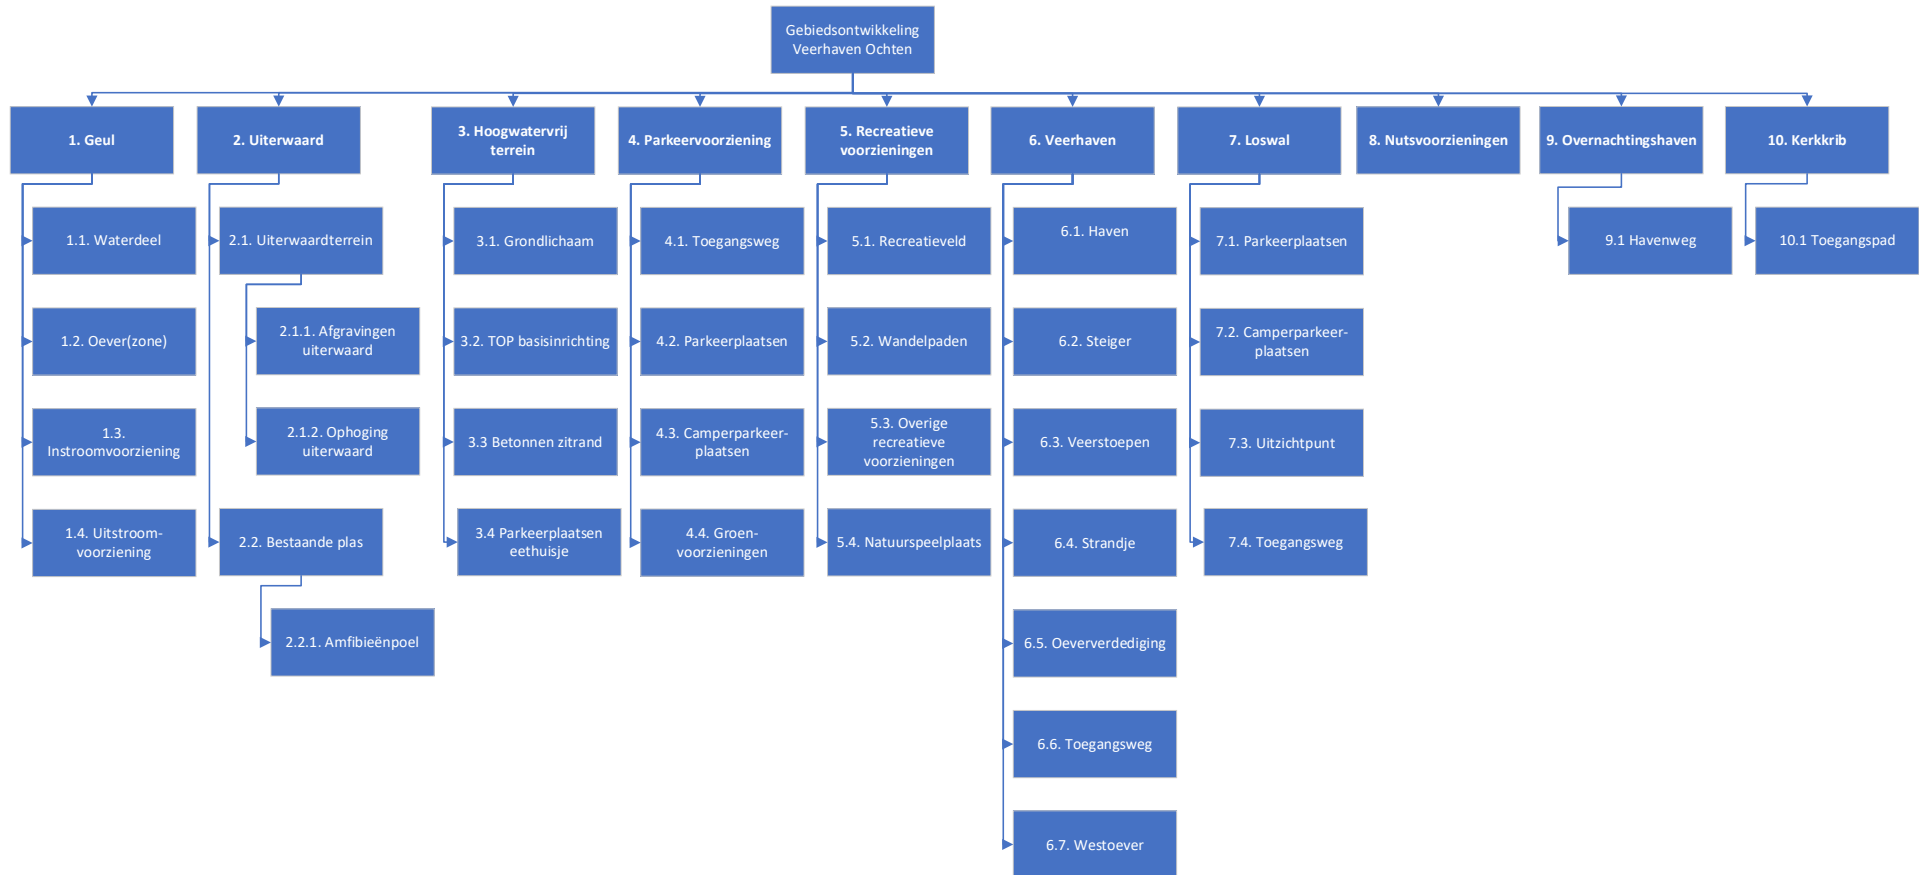 Gebiedsontwikkeling
Veerhaven Ochten
1. Geul
2. Uiterwaard
3. Hoogwatervrij
terrein
4. Parkeervoorziening
5. Recreatieve
voorzieningen
6. Veerhaven
7. Loswal
8. Nutsvoorzieningen
9. Overnachtingshaven
10. Kerkkrib
1.1. Waterdeel
1.2. Oever(zone)
1.3.
Instroomvoorziening
1.4. Uitstroom-
voorziening
2.1. Uiterwaardterrein
2.1.1. Afgravingen
uiterwaard
2.1.2. Ophoging
uiterwaard
2.2. Bestaande plas
2.2.1. Amfibieënpoel
3.1. Grondlichaam
3.2. TOP basisinrichting
3.3 Betonnen zitrand
3.4 Parkeerplaatsen
eethuisje
4.1. Toegangsweg
4.2. Parkeerplaatsen
4.3. Camperparkeer-
plaatsen
4.4. Groen-
voorzieningen
5.1. Recreatieveld
5.2. Wandelpaden
5.3. Overige
recreatieve
voorzieningen
5.4. Natuurspeelplaats
6.1. Haven
6.2. Steiger
6.3. Veerstoepen
6.4. Strandje
6.5. Oeververdediging
6.6. Toegangsweg
6.7. Westoever
7.1. Parkeerplaatsen
7.2. Camperparkeer-
plaatsen
7.3. Uitzichtpunt
7.4. Toegangsweg
9.1 Havenweg
10.1 Toegangspad